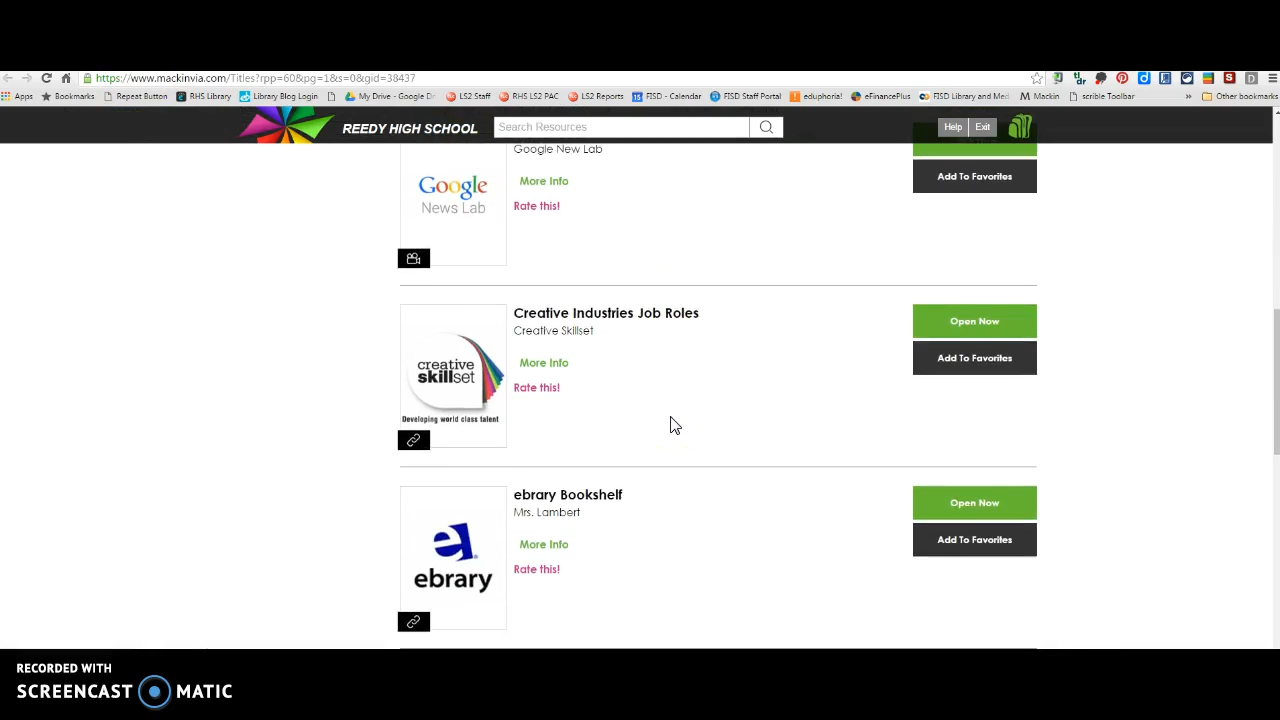 https://www.mackinvia.com/Titles?rpp=60&pg=1&s=0&gid=38437
Apps Bookmarks Repeat Button RHS Library Library Blog Login My Drive - Google Dr LS2 Staff RHS LS2 PAC LS2 Reports FISD - Calendar FISD Staff Portal eduphoria! eFinancePlus FISD Library and Med Mackin scrible Toolbar » Other bookmarks
REEDY HIGH SCHOOL Search Resources Help Exit
Google New Lab
Google
News Lab
More Info
Rate this!
Add To Favorites
Creative Industries Job Roles
Creative Skillset
More Info
Rate this!
creative
skillset
Developing world class talent
Open Now
Add To Favorites
ebrary Bookshelf
Mrs. Lambert
More Info
Rate this!
e
ebrary
Open Now
Add To Favorites
RECORDED WITH
SCREENCAST MATIC